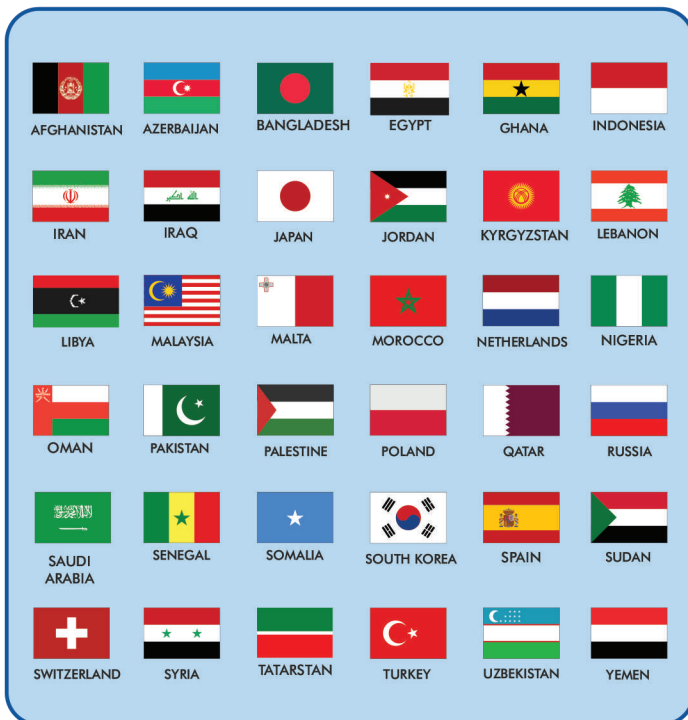 AFGHANISTAN
AZERBAIJAN
BANGLADESH
EGYPT
GHANA
INDONESIA
IRAN
IRAQ
JAPAN
JORDAN
KYRGYZSTAN
LEBANON
LIBYA
MALAYSIA
MALTA
MOROCCO
NETHERLANDS
NIGERIA
OMAN
PAKISTAN
PALESTINE
POLAND
QATAR
RUSSIA
SAUDI
ARABIA
SENEGAL
SOMALIA
SOUTH KOREA
SPAIN
SUDAN
SWITZERLAND
SYRIA
TATARSTAN
TURKEY
UZBEKISTAN
YEMEN